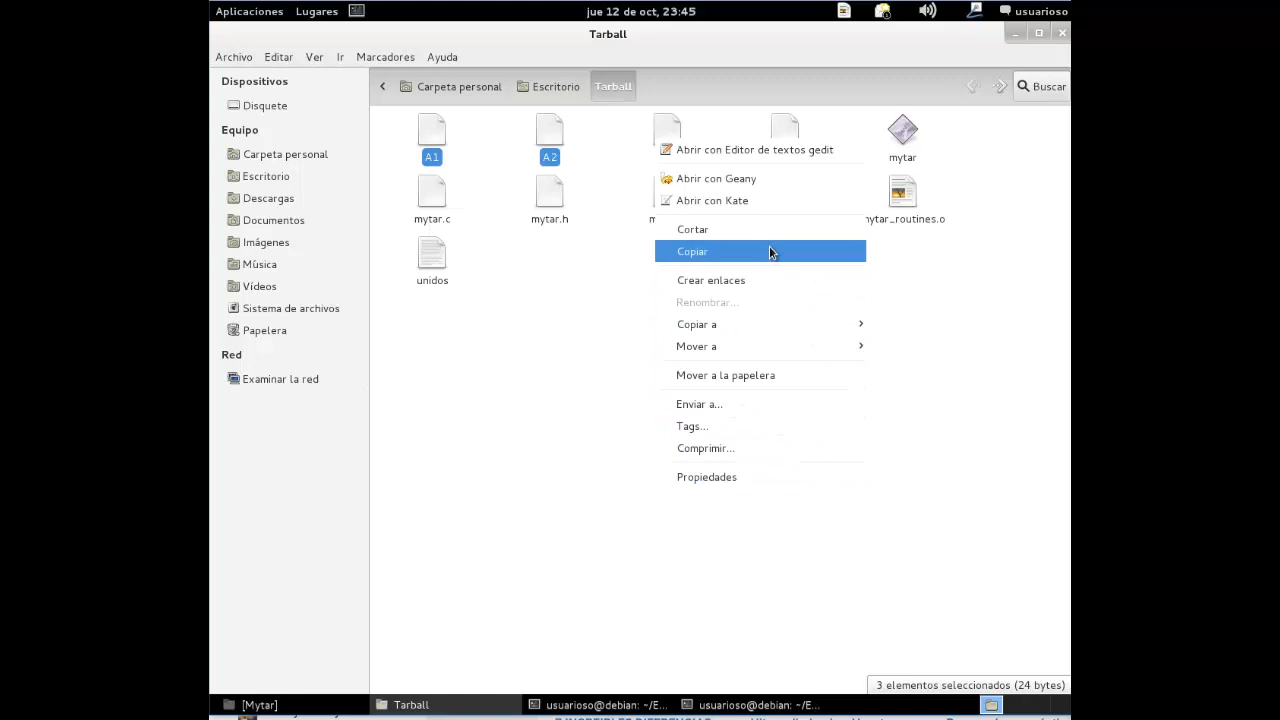 Aplicaciones Lugares jue 12 de oct, 23:45 usuarioso
Tarball
Archivo Editar Ver Ir Marcadores Ayuda
Dispositivos
Disquete
Equipo
Carpeta personal
Escritorio
Descargas
Documentos
Imágenes
Música
Vídeos
Sistema de archivos
Papelera
Red
Examinar la red
Carpeta personal Escritorio Tarball Buscar
A1 A2 mytar
mytar.c mytar.h mytar_routines.o
unidos
Abrir con Editor de textos gedit
Abrir con Geany
Abrir con Kate
Cortar
Copiar
Crear enlaces
Renombrar...
Copiar a
Mover a
Mover a la papelera
Enviar a...
Tags...
Comprimir...
Propiedades
3 elementos seleccionados (24 bytes)
[Mytar] Tarball usuarioso@debian: ~/E... usuarioso@debian: ~/E...